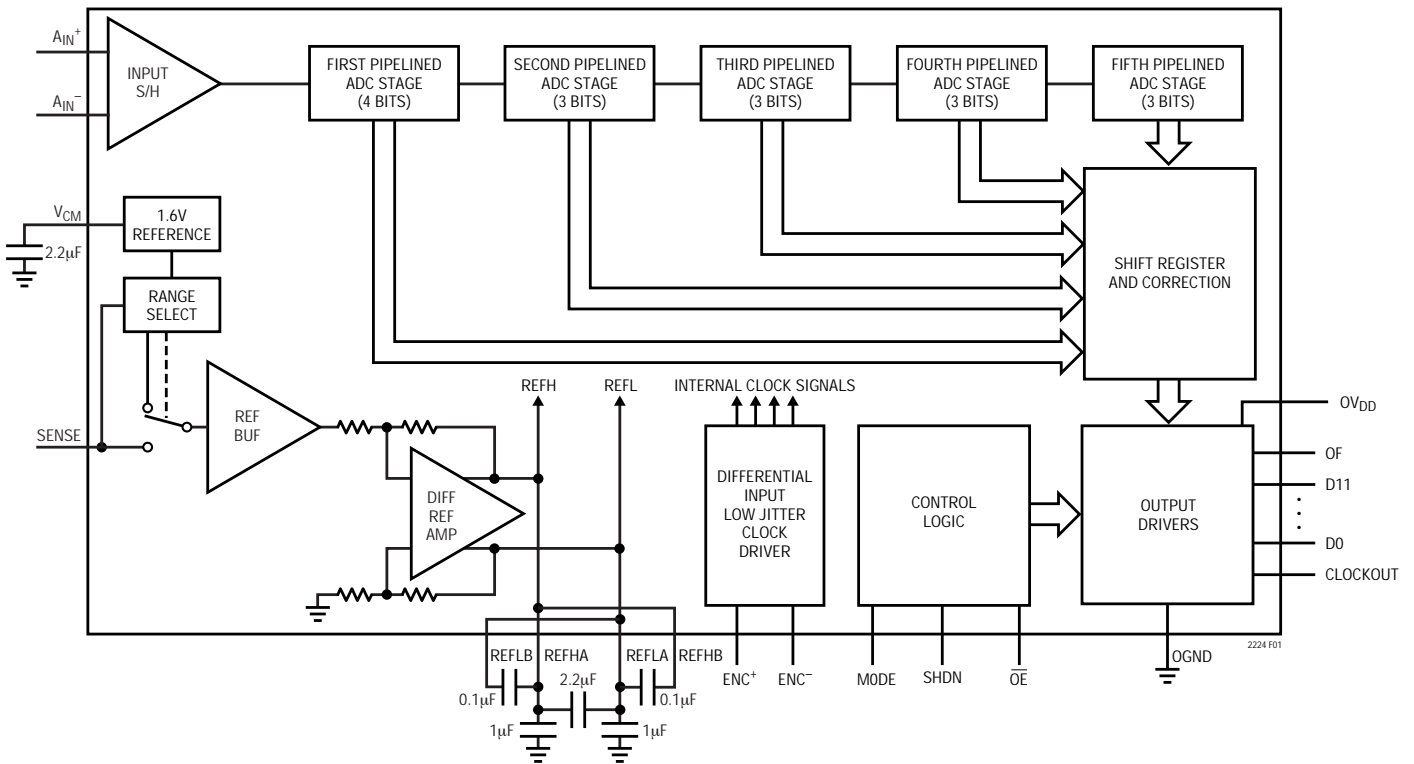 AIN+
AIN−
INPUT
S/H
FIRST PIPELINED
ADC STAGE
(4 BITS)
SECOND PIPELINED
ADC STAGE
(3 BITS)
THIRD PIPELINED
ADC STAGE
(3 BITS)
FOURTH PIPELINED
ADC STAGE
(3 BITS)
FIFTH PIPELINED
ADC STAGE
(3 BITS)
VCM
2.2µF
1.6V
REFERENCE
RANGE
SELECT
SHIFT REGISTER
AND CORRECTION
SENSE
REF
BUF
DIFF
REF
AMP
REFH
REFL
INTERNAL CLOCK SIGNALS
DIFFERENTIAL
INPUT
LOW JITTER
CLOCK
DRIVER
CONTROL
LOGIC
OUTPUT
DRIVERS
OVDD
OF
D11
D0
CLOCKOUT
2224 F01
REFLB
REFHA
REFLA
REFHB
0.1µF
2.2µF
0.1µF
1µF
1µF
ENC+
ENC−
M0DE
SHDN
OE
OGND